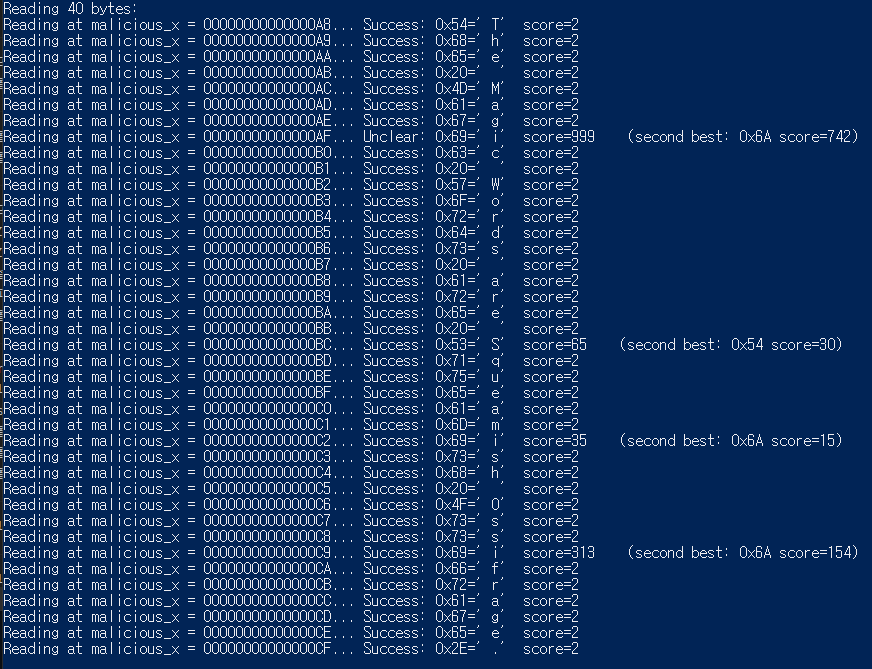 Reading 40 bytes:
Reading at malicious_x = 00000000000000A8... Success: 0x54=’T’ score=2
Reading at malicious_x = 00000000000000A9... Success: 0x68=’h’ score=2
Reading at malicious_x = 00000000000000AA... Success: 0x65=’e’ score=2
Reading at malicious_x = 00000000000000AB... Success: 0x20=’ ’ score=2
Reading at malicious_x = 00000000000000AC... Success: 0x4D=’M’ score=2
Reading at malicious_x = 00000000000000AD... Success: 0x61=’a’ score=2
Reading at malicious_x = 00000000000000AE... Success: 0x67=’g’ score=2
Reading at malicious_x = 00000000000000AF... Unclear: 0x69=’i’ score=999 (second best: 0x6A score=742)
Reading at malicious_x = 00000000000000B0... Success: 0x63=’c’ score=2
Reading at malicious_x = 00000000000000B1... Success: 0x20=’ ’ score=2
Reading at malicious_x = 00000000000000B2... Success: 0x57=’W’ score=2
Reading at malicious_x = 00000000000000B3... Success: 0x6F=’o’ score=2
Reading at malicious_x = 00000000000000B4... Success: 0x72=’r’ score=2
Reading at malicious_x = 00000000000000B5... Success: 0x64=’d’ score=2
Reading at malicious_x = 00000000000000B6... Success: 0x73=’s’ score=2
Reading at malicious_x = 00000000000000B7... Success: 0x20=’ ’ score=2
Reading at malicious_x = 00000000000000B8... Success: 0x61=’a’ score=2
Reading at malicious_x = 00000000000000B9... Success: 0x72=’r’ score=2
Reading at malicious_x = 00000000000000BA... Success: 0x65=’e’ score=2
Reading at malicious_x = 00000000000000BB... Success: 0x20=’ ’ score=2
Reading at malicious_x = 00000000000000BC... Success: 0x53=’S’ score=65 (second best: 0x54 score=30)
Reading at malicious_x = 00000000000000BD... Success: 0x71=’q’ score=2
Reading at malicious_x = 00000000000000BE... Success: 0x75=’u’ score=2
Reading at malicious_x = 00000000000000BF... Success: 0x65=’e’ score=2
Reading at malicious_x = 00000000000000C0... Success: 0x61=’a’ score=2
Reading at malicious_x = 00000000000000C1... Success: 0x6D=’m’ score=2
Reading at malicious_x = 00000000000000C2... Success: 0x69=’i’ score=35 (second best: 0x6A score=15)
Reading at malicious_x = 00000000000000C3... Success: 0x73=’s’ score=2
Reading at malicious_x = 00000000000000C4... Success: 0x68=’h’ score=2
Reading at malicious_x = 00000000000000C5... Success: 0x20=’ ’ score=2
Reading at malicious_x = 00000000000000C6... Success: 0x4F=’O’ score=2
Reading at malicious_x = 00000000000000C7... Success: 0x73=’s’ score=2
Reading at malicious_x = 00000000000000C8... Success: 0x73=’s’ score=2
Reading at malicious_x = 00000000000000C9... Success: 0x69=’i’ score=313 (second best: 0x6A score=154)
Reading at malicious_x = 00000000000000CA... Success: 0x66=’f’ score=2
Reading at malicious_x = 00000000000000CB... Success: 0x72=’r’ score=2
Reading at malicious_x = 00000000000000CC... Success: 0x61=’a’ score=2
Reading at malicious_x = 00000000000000CD... Success: 0x67=’g’ score=2
Reading at malicious_x = 00000000000000CE... Success: 0x65=’e’ score=2
Reading at malicious_x = 00000000000000CF... Success: 0x2E=’.’ score=2